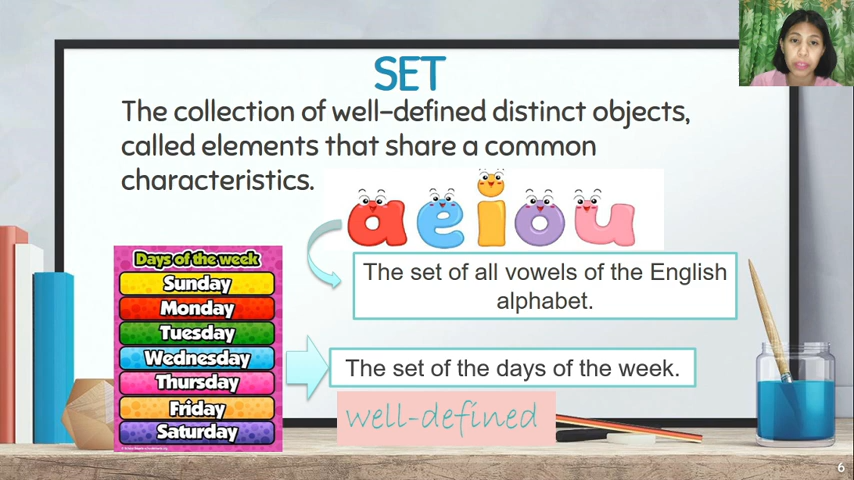 SET
The collection of well-defined distinct objects,
called elements that share a common
characteristics.
a e i o u
The set of all vowels of the English
alphabet.
Days of the week
Sunday
Monday
Tuesday
Wednesday
Thursday
Friday
Saturday
The set of the days of the week.
well-defined
6